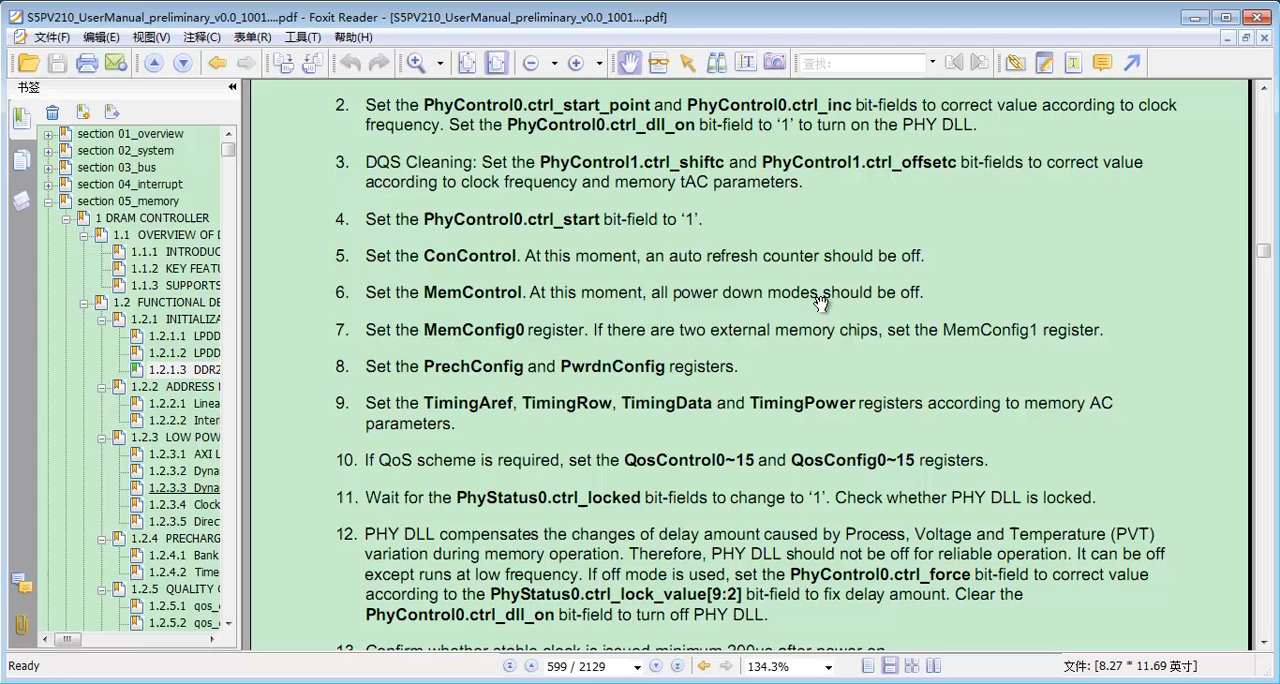 S5PV210_UserManual_preliminary_v0.0_1001....pdf - Foxit Reader - [S5PV210_UserManual_preliminary_v0.0_1001....pdf]
文件(F) 编辑(E) 视图(V) 注释(C) 表单(R) 工具(T) 帮助(H)
查找:
书签
section 01_overview
section 02_system
section 03_bus
section 04_interrupt
section 05_memory
1 DRAM CONTROLLER
1.1 OVERVIEW OF D
1.1.1 INTRODUC
1.1.2 KEY FEAT
1.1.3 SUPPORTS
1.2 FUNCTIONAL DE
1.2.1 INITIALIZA
1.2.1.1 LPDD
1.2.1.2 LPDD
1.2.1.3 DDR2
1.2.2 ADDRESS
1.2.2.1 Linea
1.2.2.2 Inter
1.2.3 LOW POW
1.2.3.1 AXI L
1.2.3.2 Dyna
1.2.3.3 Dyna
1.2.3.4 Clock
1.2.3.5 Direc
1.2.4 PRECHARG
1.2.4.1 Bank
1.2.4.2 Time
1.2.5 QUALITY
1.2.5.1 qos_
1.2.5.2 qos_
2. Set the PhyControl0.ctrl_start_point and PhyControl0.ctrl_inc bit-fields to correct value according to clock
frequency. Set the PhyControl0.ctrl_dll_on bit-field to ‘1’ to turn on the PHY DLL.
3. DQS Cleaning: Set the PhyControl1.ctrl_shiftc and PhyControl1.ctrl_offsetc bit-fields to correct value
according to clock frequency and memory tAC parameters.
4. Set the PhyControl0.ctrl_start bit-field to ‘1’.
5. Set the ConControl. At this moment, an auto refresh counter should be off.
6. Set the MemControl. At this moment, all power down modes should be off.
7. Set the MemConfig0 register. If there are two external memory chips, set the MemConfig1 register.
8. Set the PrechConfig and PwrdnConfig registers.
9. Set the TimingAref, TimingRow, TimingData and TimingPower registers according to memory AC
parameters.
10. If QoS scheme is required, set the QosControl0~15 and QosConfig0~15 registers.
11. Wait for the PhyStatus0.ctrl_locked bit-fields to change to ‘1’. Check whether PHY DLL is locked.
12. PHY DLL compensates the changes of delay amount caused by Process, Voltage and Temperature (PVT)
variation during memory operation. Therefore, PHY DLL should not be off for reliable operation. It can be off
except runs at low frequency. If off mode is used, set the PhyControl0.ctrl_force bit-field to correct value
according to the PhyStatus0.ctrl_lock_value[9:2] bit-field to fix delay amount. Clear the
PhyControl0.ctrl_dll_on bit-field to turn off PHY DLL.
13. Confirm whether stable clock is issued minimum 200us after power on
Ready
599 / 2129
134.3%
文件: [8.27 * 11.69 英寸]